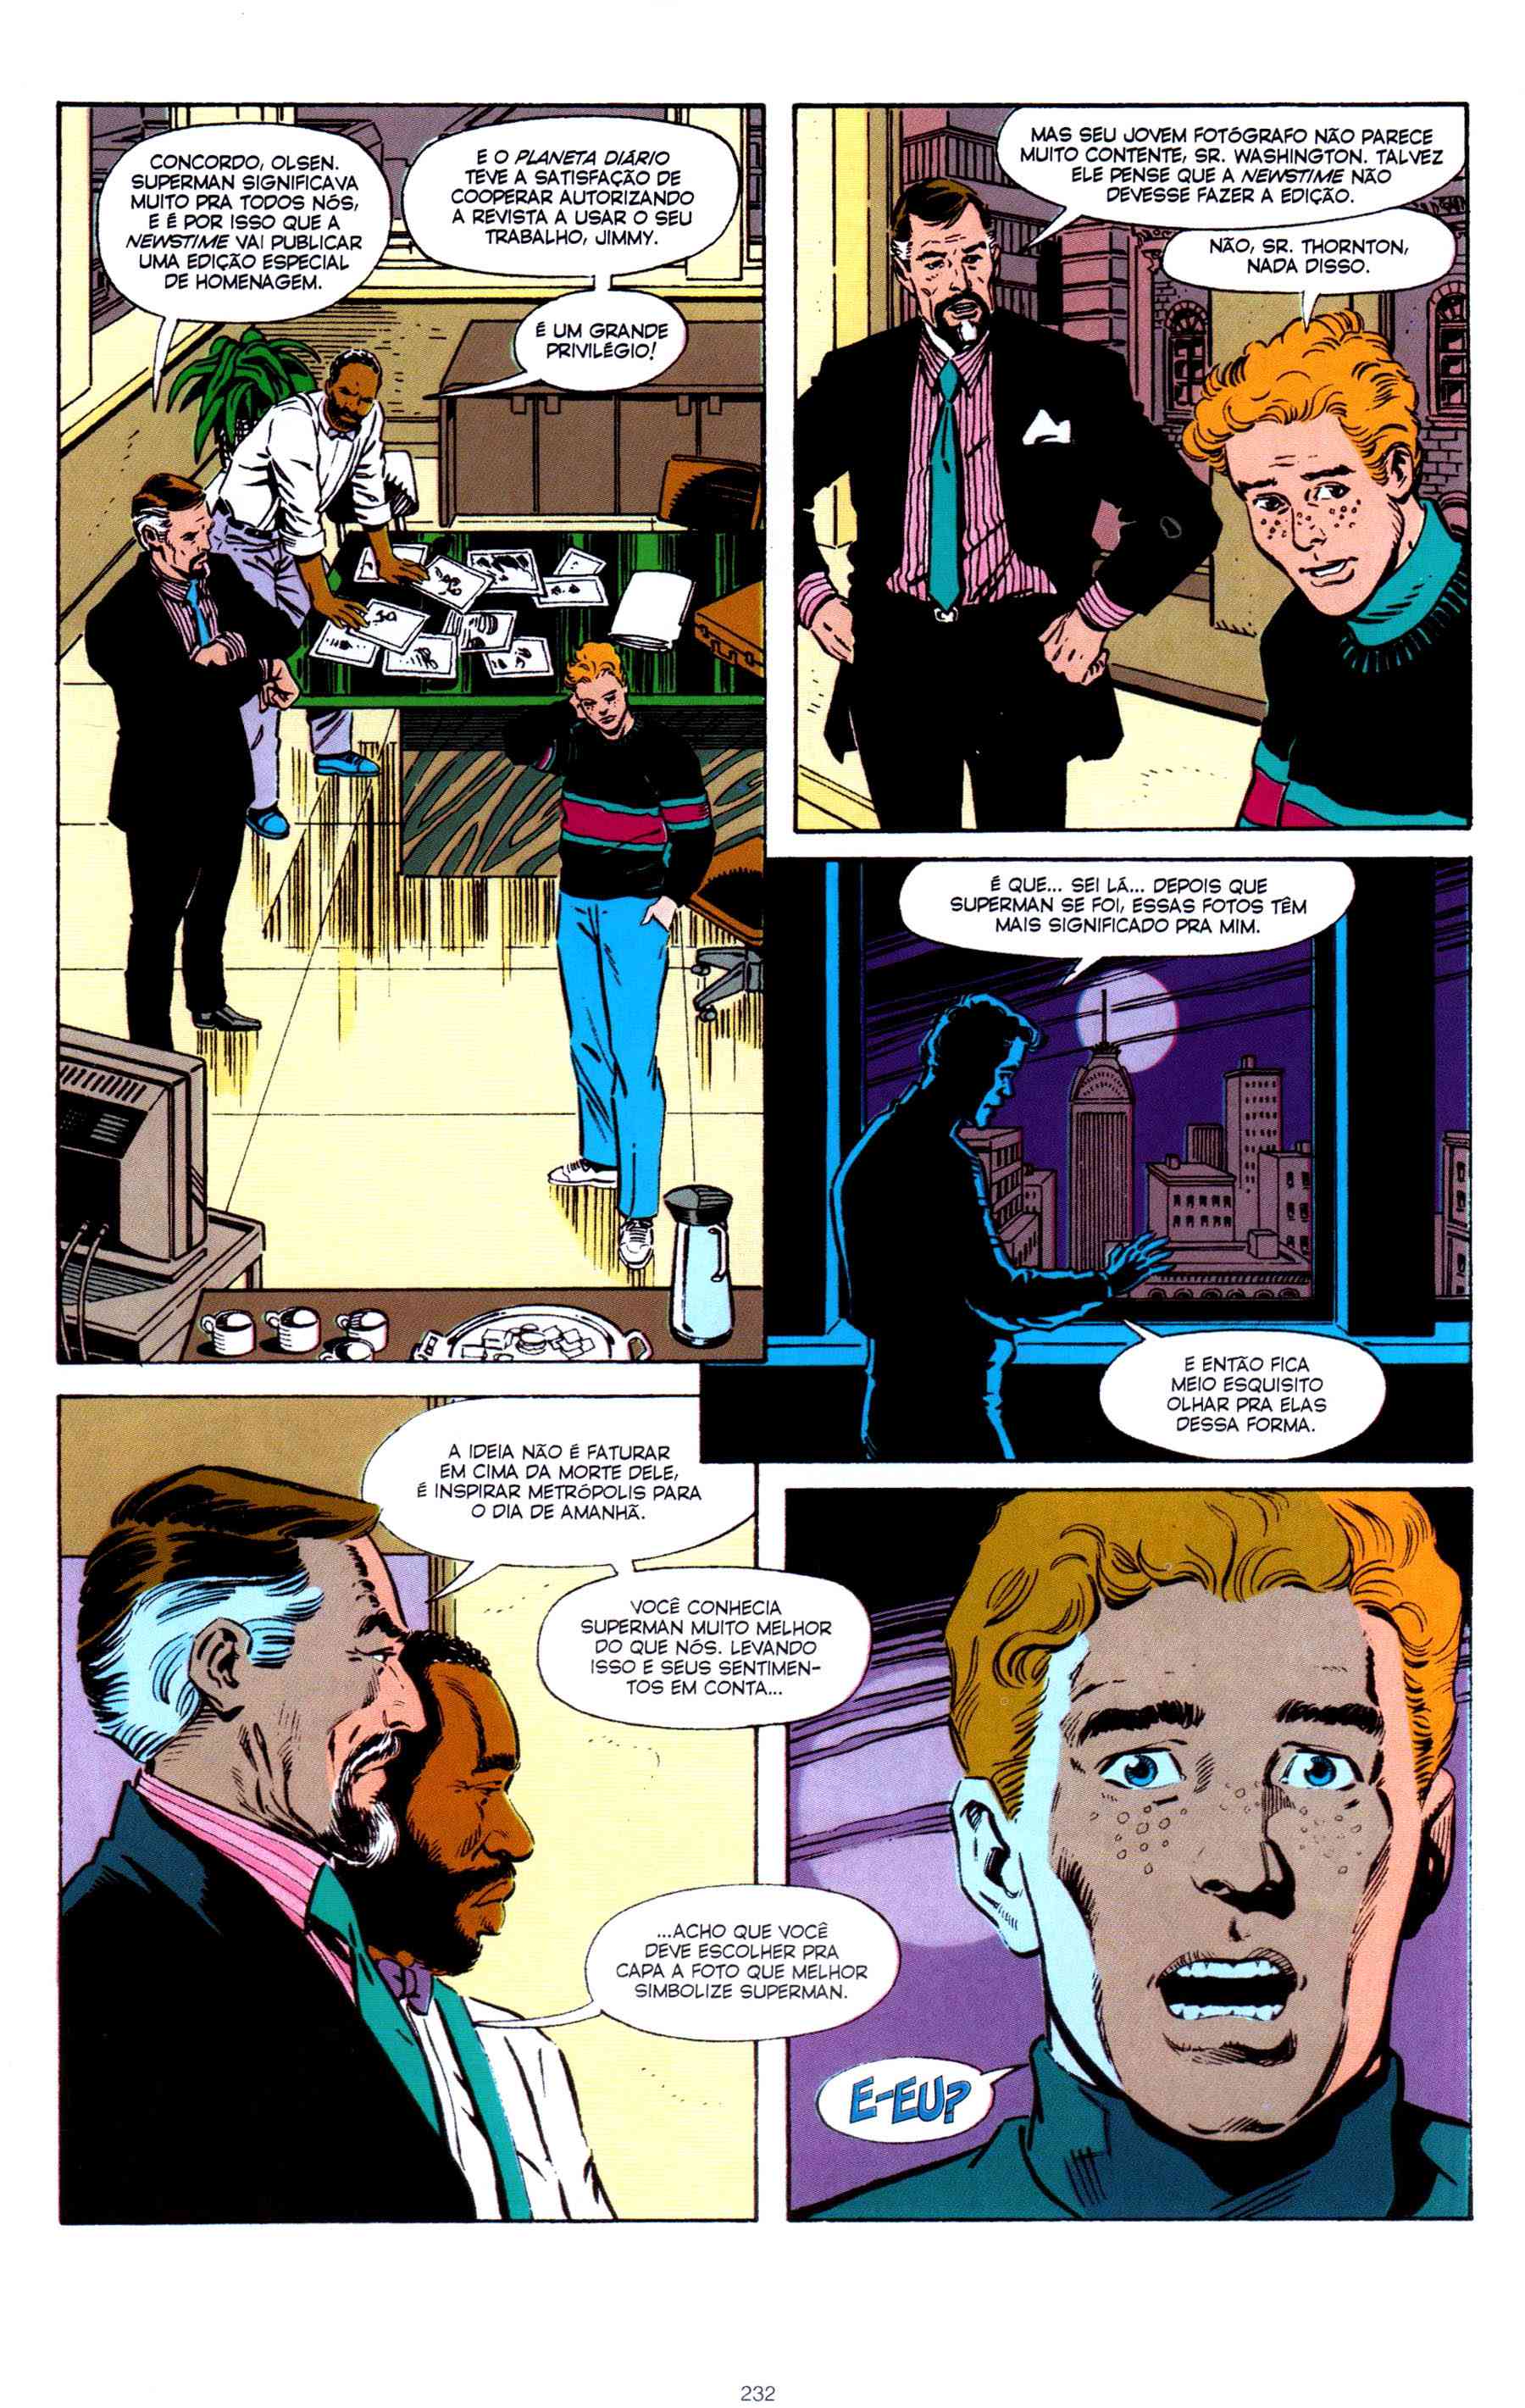 CONCORDO, OLSEN.
SUPERMAN SIGNIFICAVA
MUITO PRA TODOS NÓS,
E É POR ISSO QUE A
NEWSTIME VAI PUBLICAR
UMA EDIÇÃO ESPECIAL
DE HOMENAGEM.
E O PLANETA DIÁRIO
TEVE A SATISFAÇÃO DE
COOPERAR AUTORIZANDO
A REVISTA A USAR O SEU
TRABALHO, JIMMY.
É UM GRANDE
PRIVILÉGIO!
MAS SEU JOVEM FOTÓGRAFO NÃO PARECE
MUITO CONTENTE, SR. WASHINGTON. TALVEZ
ELE PENSE QUE A NEWSTIME NÃO
DEVESSE FAZER A EDIÇÃO.
NÃO, SR. THORNTON,
NADA DISSO.
É QUE... SEI LÁ... DEPOIS QUE
SUPERMAN SE FOI, ESSAS FOTOS TÊM
MAIS SIGNIFICADO PRA MIM.
E ENTÃO FICA
MEIO ESQUISITO
OLHAR PRA ELAS
DESSA FORMA.
A IDEIA NÃO É FATURAR
EM CIMA DA MORTE DELE,
É INSPIRAR METRÓPOLIS PARA
O DIA DE AMANHÃ.
VOCÊ CONHECIA
SUPERMAN MUITO MELHOR
DO QUE NÓS. LEVANDO
ISSO E SEUS SENTIMEN-
TOS EM CONTA...
...ACHO QUE VOCÊ
DEVE ESCOLHER PRA
CAPA A FOTO QUE MELHOR
SIMBOLIZE SUPERMAN.
E-EU?
232